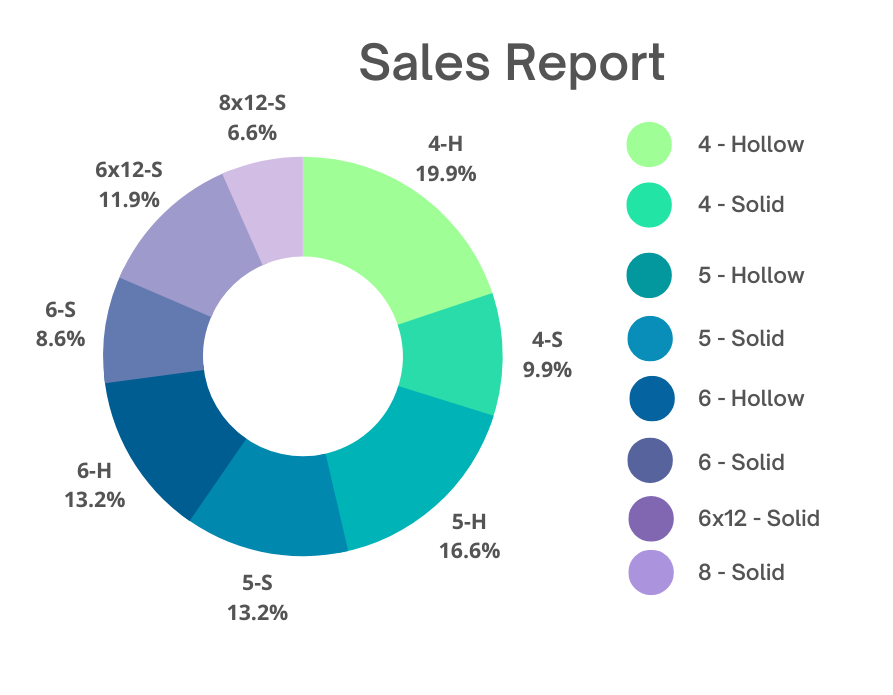 Sales Report
8x12-S
6.6%
4-H
19.9%
6x12-S
11.9%
6-S
8.6%
4-S
9.9%
6-H
13.2%
5-H
16.6%
5-S
13.2%
4 - Hollow
4 - Solid
5 - Hollow
5 - Solid
6 - Hollow
6 - Solid
6x12 - Solid
8 - Solid